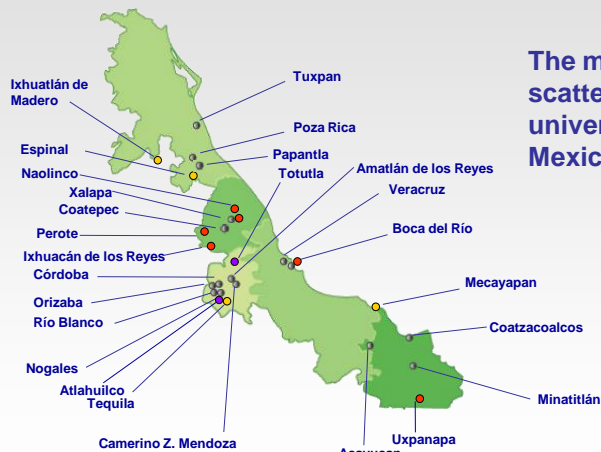 The m
scatte
univer
Mexic
Tuxpan
Ixhuatlán de
Madero
Poza Rica
Espinal
Papantla
Naolinco
Totutla
Amatlán de los Reyes
Xalapa
Veracruz
Coatepec
Boca del Río
Perote
Ixhuacán de los Reyes
Córdoba
Mecayapan
Orizaba
Río Blanco
Coatzacoalcos
Nogales
Atlahuilco
Tequila
Minatitlán
Camerino Z. Mendoza
Uxpanapa